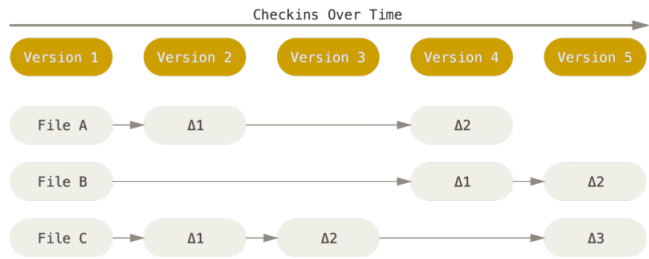 Checkins Over Time
Version 1 Version 2 Version 3 Version 4 Version 5
File A Δ1 Δ2
File B Δ1 Δ2
File C Δ1 Δ2 Δ3